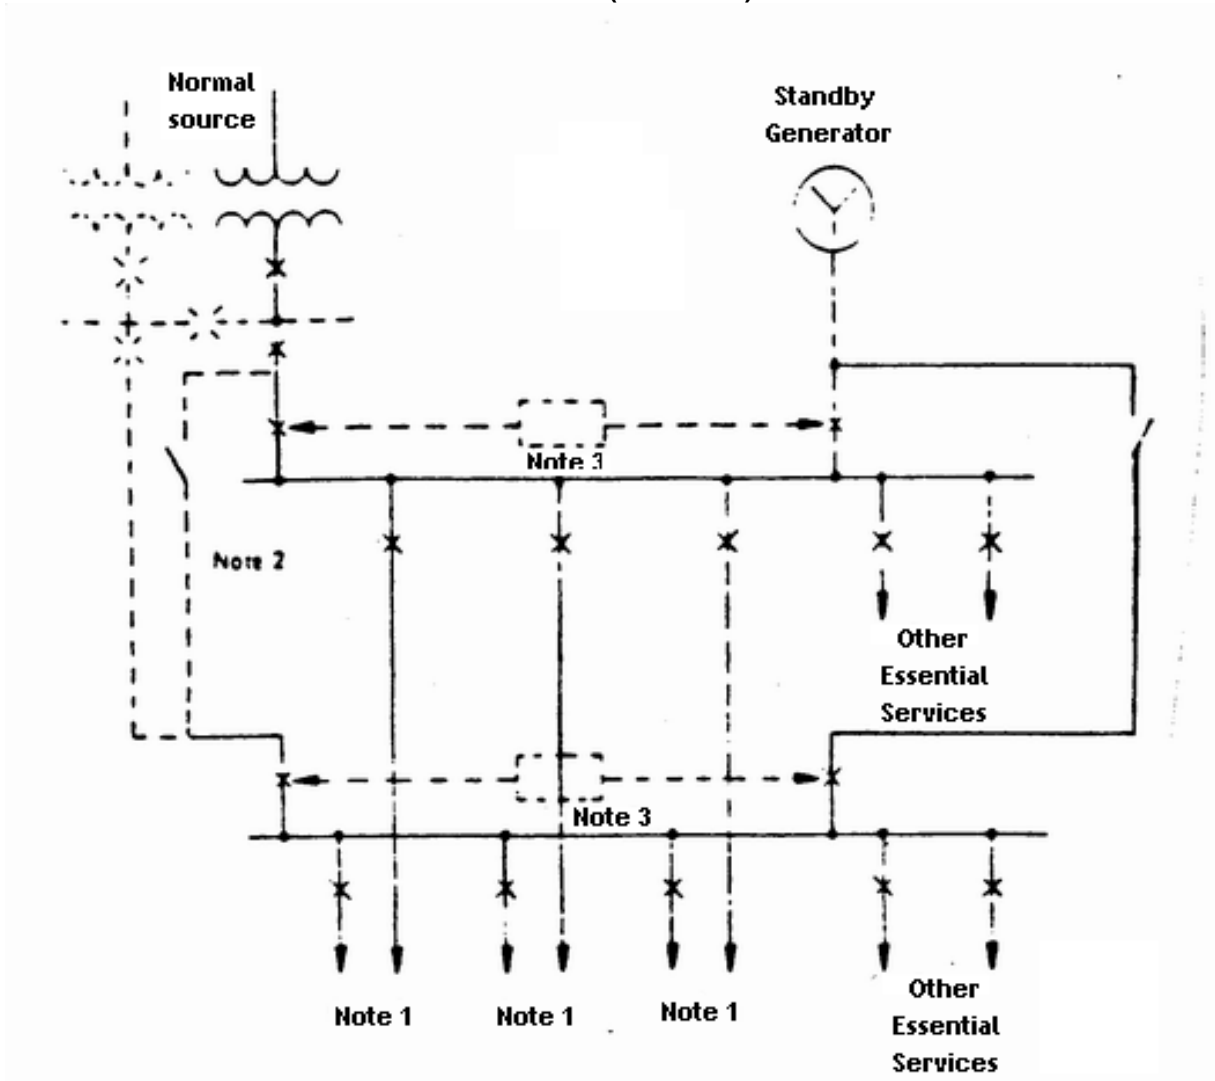 Normal
source
Standby
Generator
Note 3
Note 2
Other
Essential
Services
Note 3
Note 1
Note 1
Note 1
Other
Essential
Services